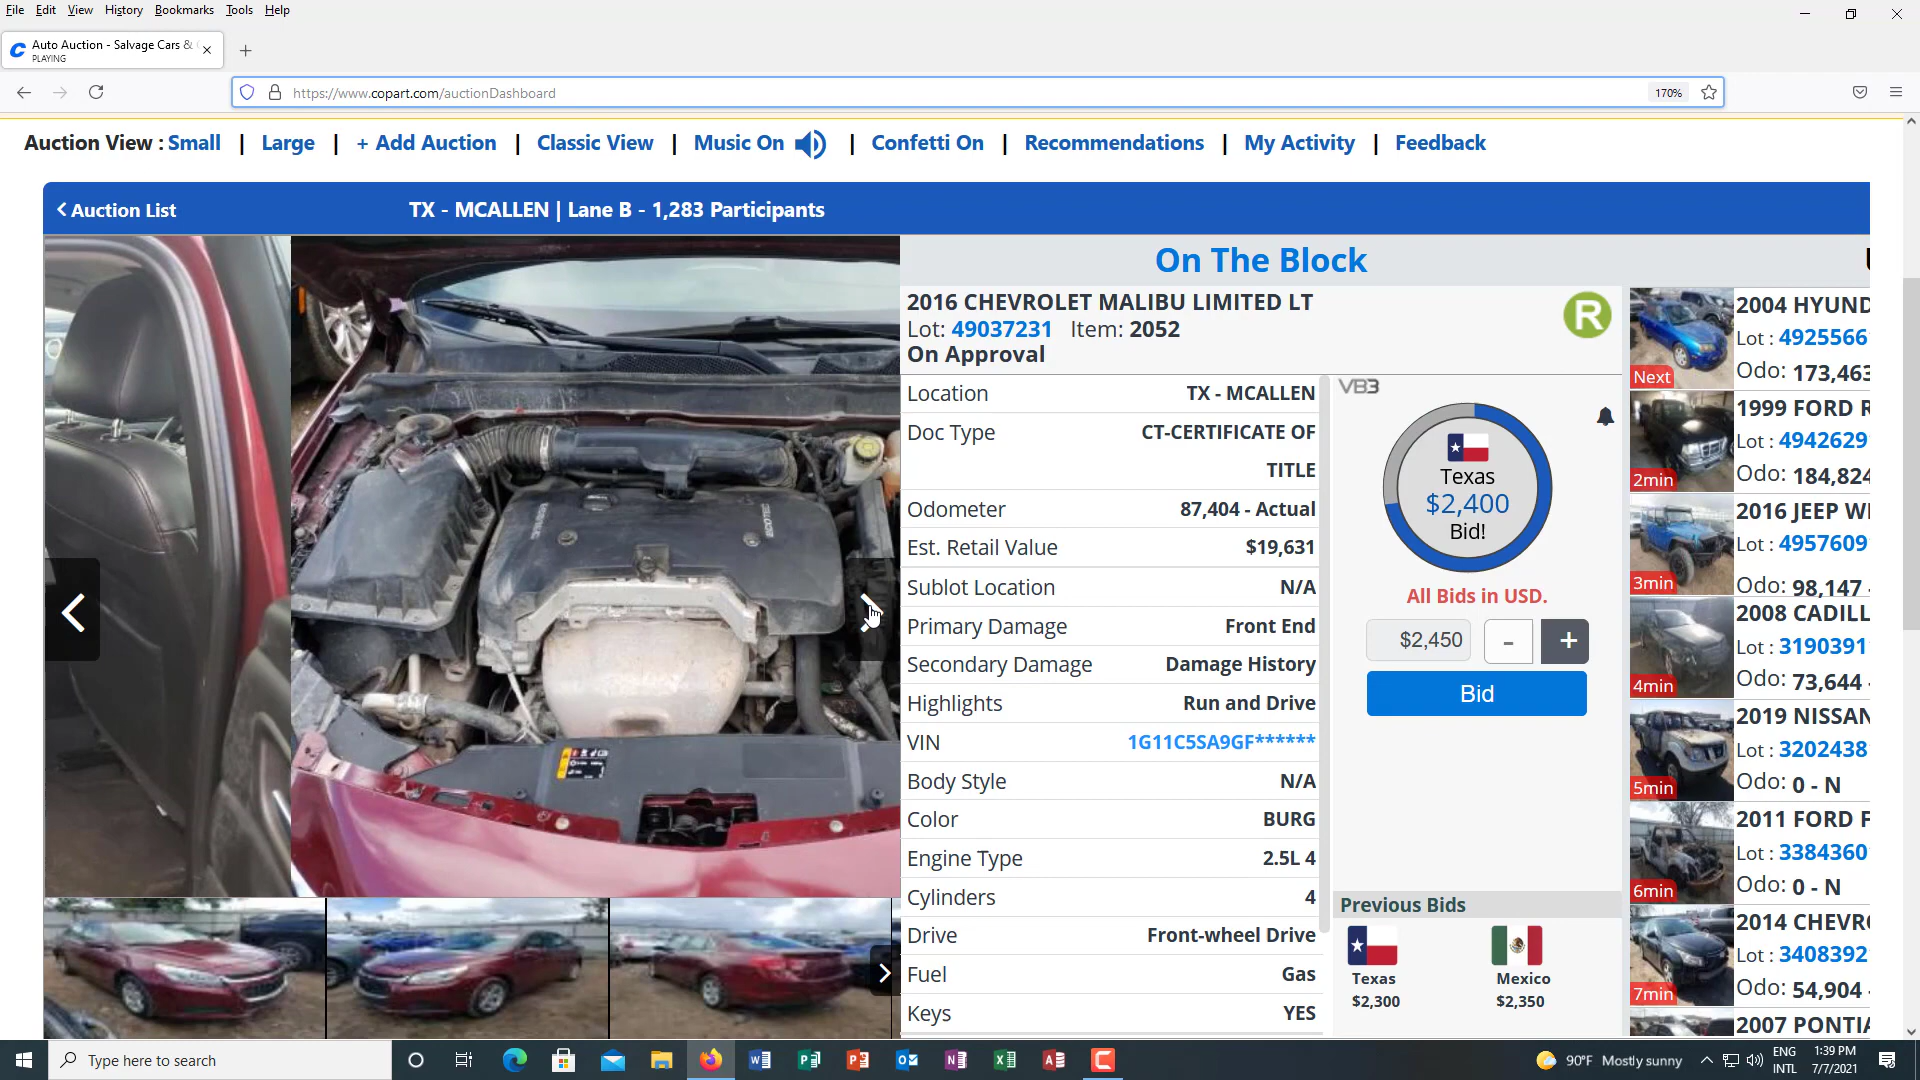 File Edit View History Bookmarks Tools Help
Auto Auction - Salvage Cars &
PLAYING
https://www.copart.com/auctionDashboard
170%
Auction View : Small | Large | + Add Auction | Classic View | Music On | Confetti On | Recommendations | My Activity | Feedback
Auction List
TX - MCALLEN | Lane B - 1,283 Participants
On The Block
2016 CHEVROLET MALIBU LIMITED LT
Lot: 49037231 Item: 2052
On Approval
R
Location TX - MCALLEN
Doc Type CT-CERTIFICATE OF TITLE
Odometer 87,404 - Actual
Est. Retail Value $19,631
Sublot Location N/A
Primary Damage Front End
Secondary Damage Damage History
Highlights Run and Drive
VIN 1G11C5SA9GF******
Body Style N/A
Color BURG
Engine Type 2.5L 4
Cylinders 4
Drive Front-wheel Drive
Fuel Gas
Keys YES
VB3
Texas
$2,400
Bid!
All Bids in USD.
$2,450 - +
Bid
Previous Bids
Texas
$2,300
Mexico
$2,350
2004 HYUND
Lot : 4925566
Odo: 173,463
Next
1999 FORD R
Lot : 4942629
Odo: 184,824
2min
2016 JEEP W
Lot : 4957609
Odo: 98,147 -
3min
2008 CADILL
Lot : 3190391
Odo: 73,644 -
4min
2019 NISSAN
Lot : 3202438
Odo: 0 - N
5min
2011 FORD F
Lot : 3384360
Odo: 0 - N
6min
2014 CHEVR
Lot : 3408392
Odo: 54,904 -
7min
2007 PONTIA
Type here to search
90°F Mostly sunny
ENG
INTL
1:39 PM
7/7/2021